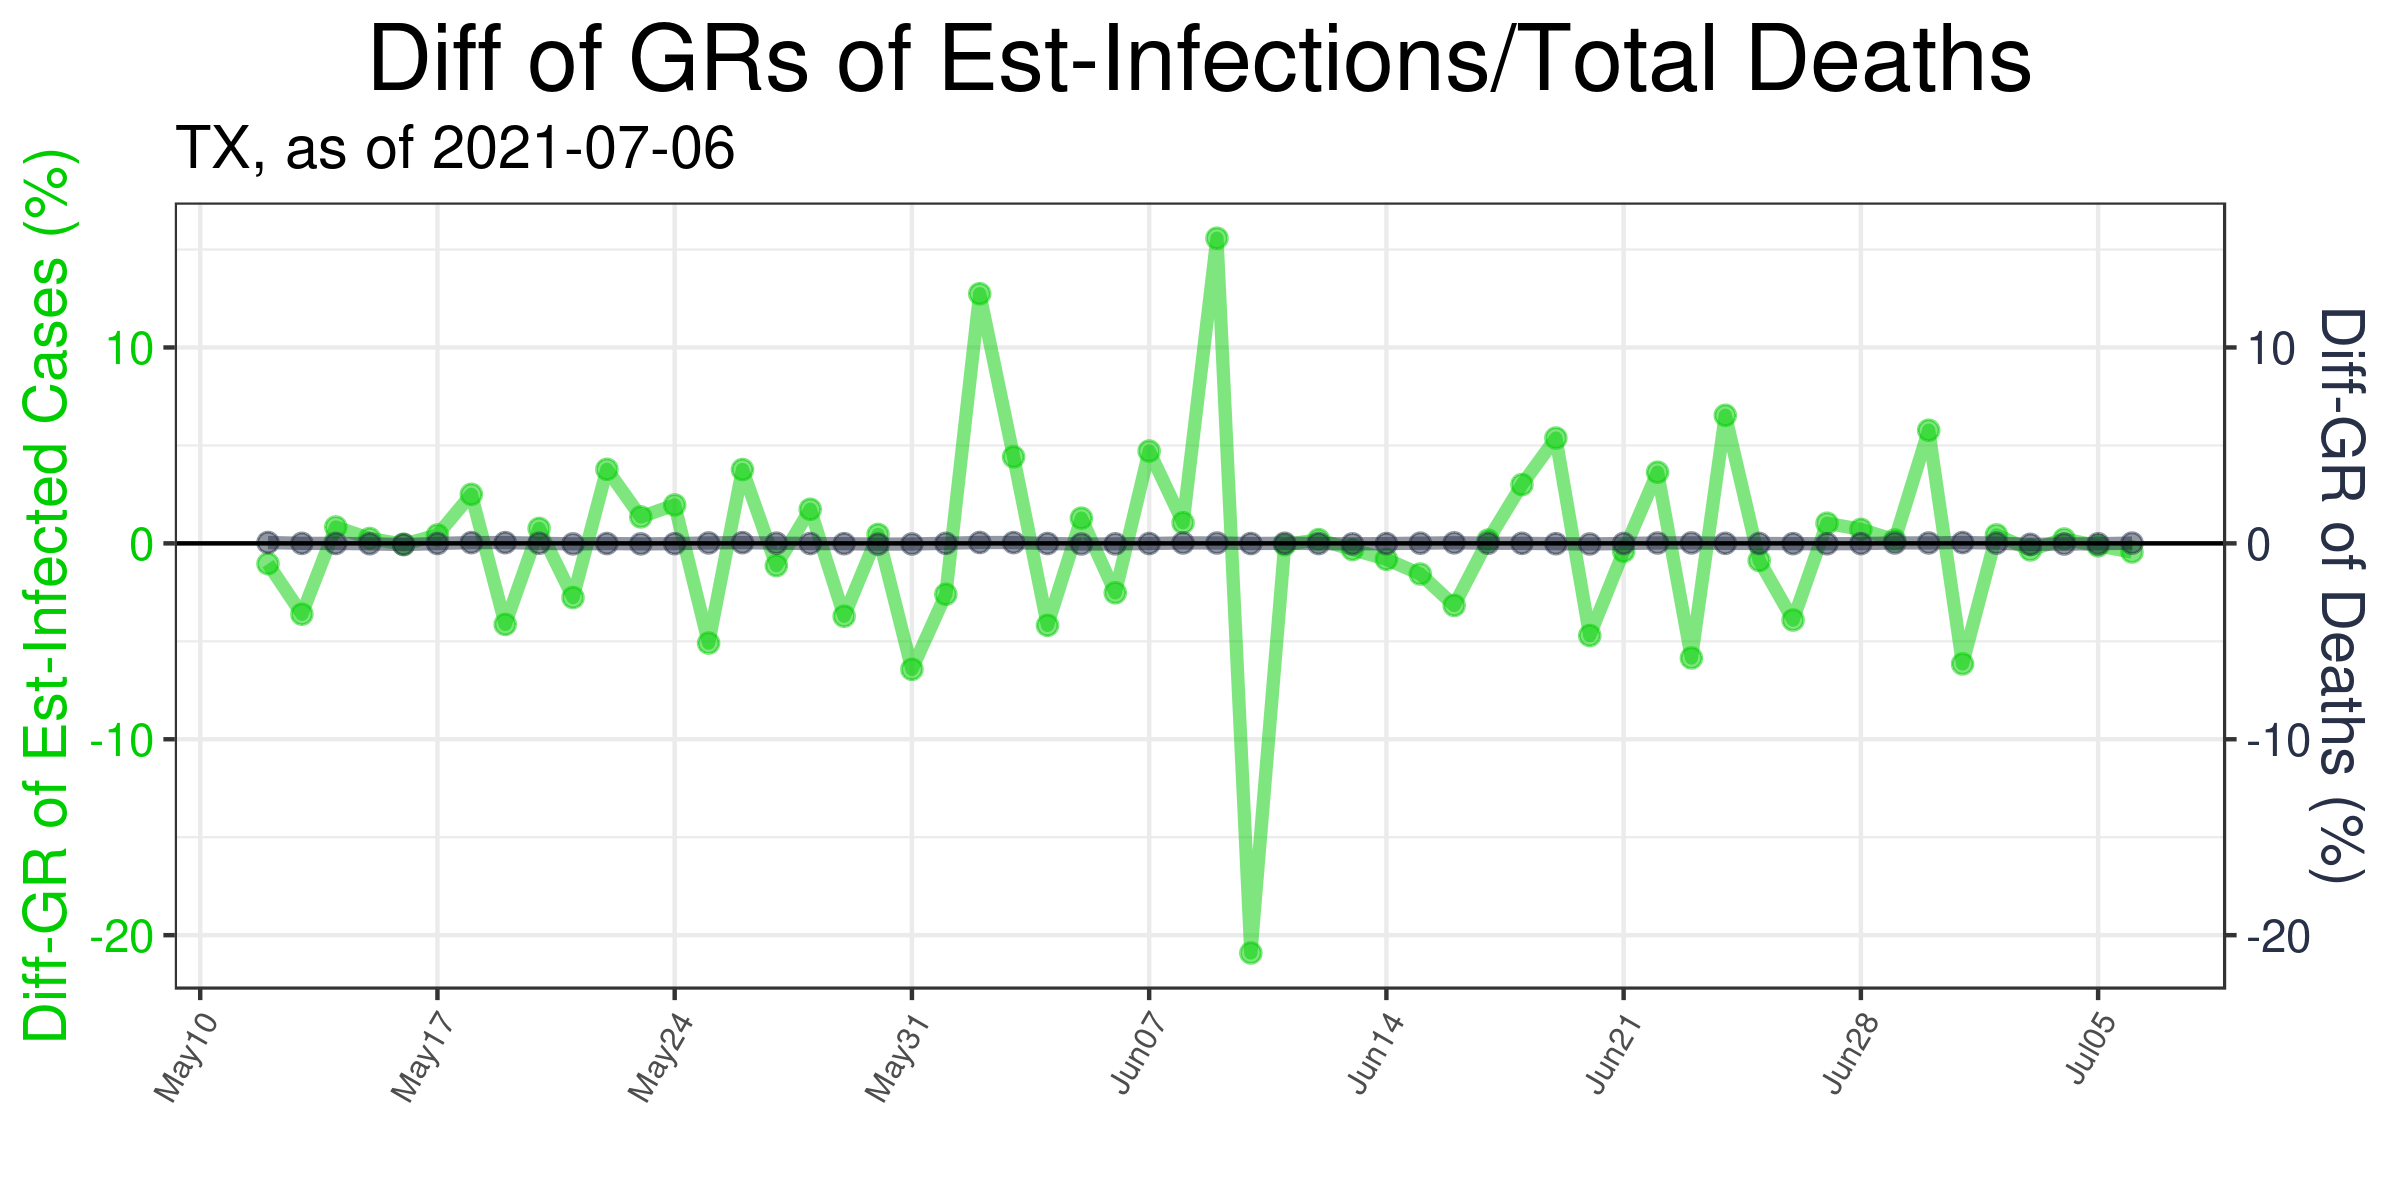 Diff of GRs of Est-Infections/Total Deaths
TX, as of 2021-07-06
Diff-GR of Est-Infected Cases (%)
10
0
-10
-20
10
0
-10
-20
Diff-GR of Deaths (%)
May10
May17
May24
May31
Jun07
Jun14
Jun21
Jun28
Jul05